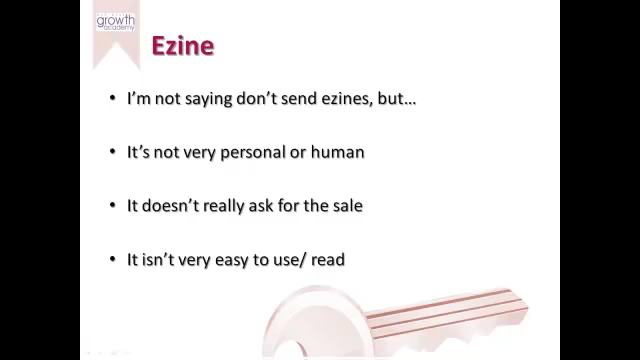 growth
academy
Ezine
• I'm not saying don't send ezines, but...
• It's not very personal or human
• It doesn't really ask for the sale
• It isn't very easy to use/ read